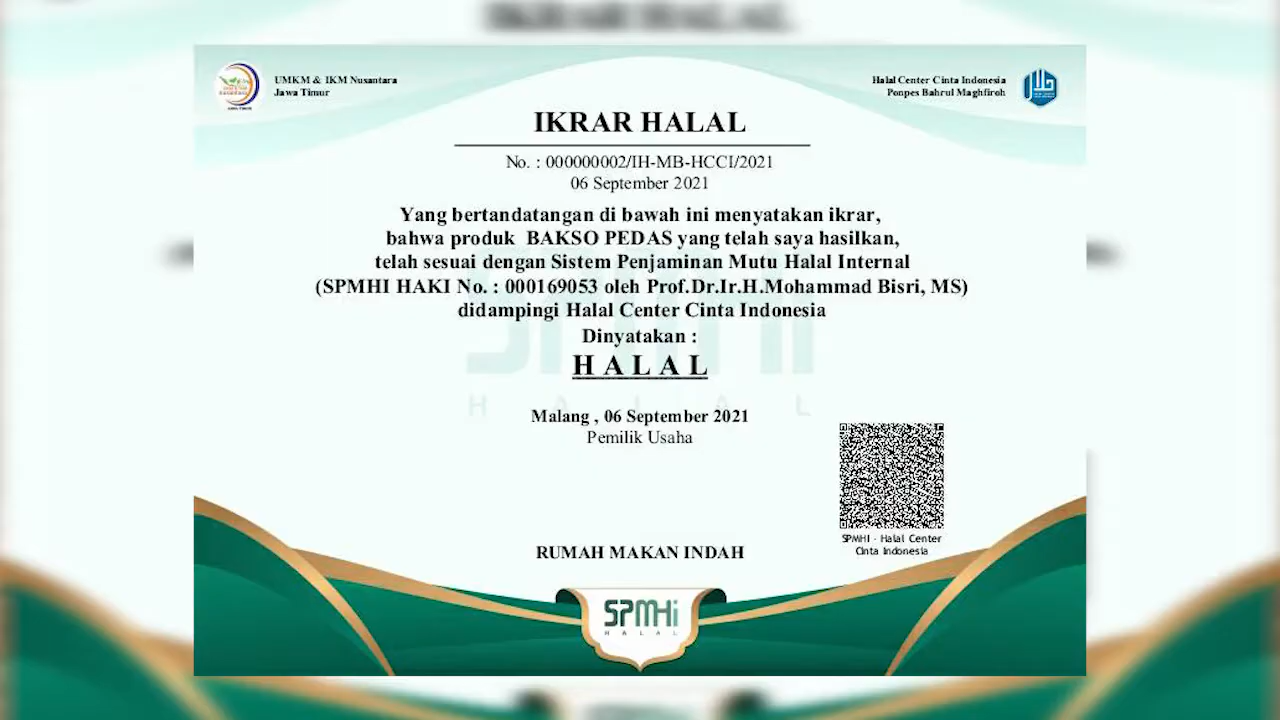 UMKM & IKM Nusantara
Jawa Timur
Halal Center Cinta Indonesia
Ponpes Bahrul Maghfiroh
IKRAR HALAL
No. : 000000002/IH-MB-HCCI/2021
06 September 2021
Yang bertandatangan di bawah ini menyatakan ikrar,
bahwa produk BAKSO PEDAS yang telah saya hasilkan,
telah sesuai dengan Sistem Penjaminan Mutu Halal Internal
(SPMHI HAKI No. : 000169053 oleh Prof.Dr.Ir.H.Mohammad Bisri, MS)
didampingi Halal Center Cinta Indonesia
Dinyatakan :
H A L A L
Malang , 06 September 2021
Pemilik Usaha
SPMHI - Halal Center
Cinta Indonesia
RUMAH MAKAN INDAH
SPMHi
HALAL